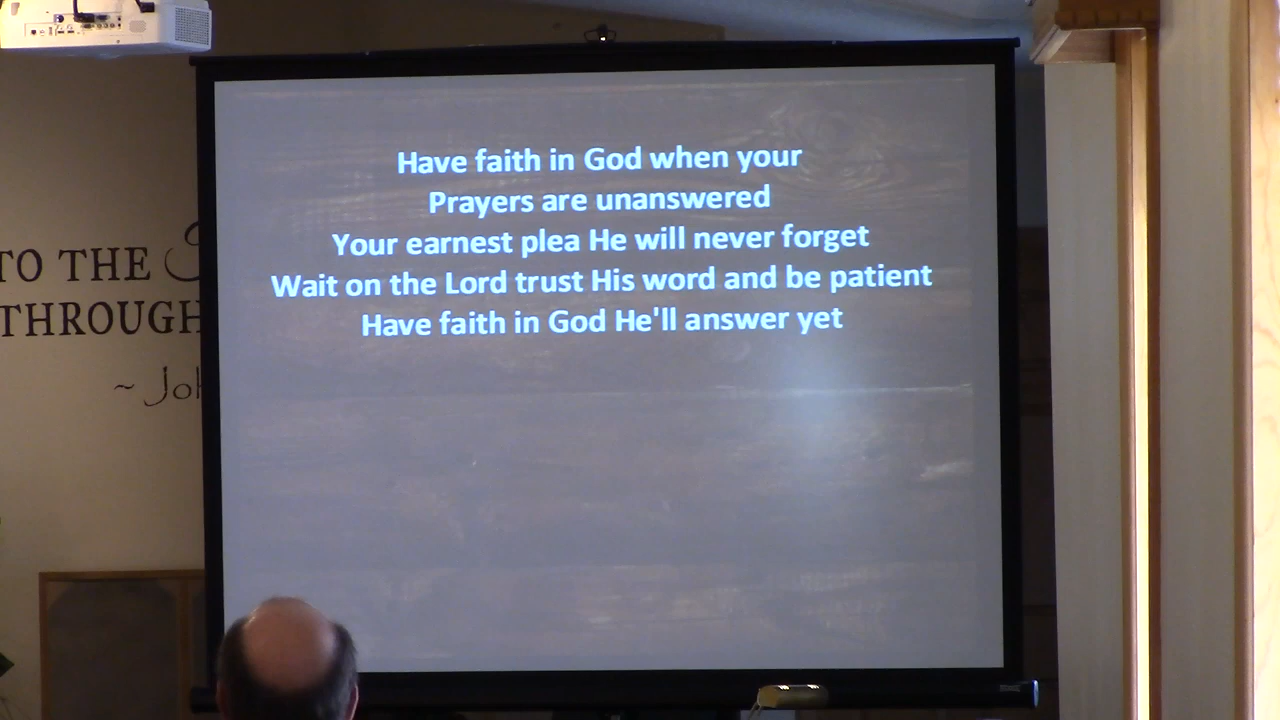 Have faith in God when your
Prayers are unanswered
Your earnest plea He will never forget
Wait on the Lord trust His word and be patient
Have faith in God He'll answer yet
TO THE
THROUGH
~ Joh